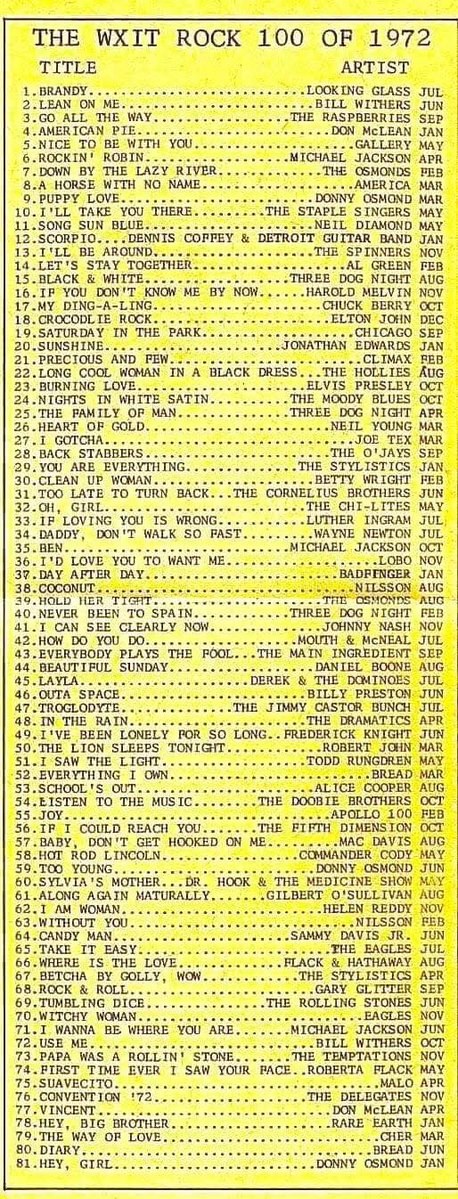 THE WXIT ROCK 100 OF 1972
TITLE ARTIST
1.BRANDY..............................LOOKING GLASS JUL
2.LEAN ON ME...........................BILL WITHERS JUN
3.GO ALL THE WAY....................THE RASPBERRIES SEP
4.AMERICAN PIE............................DON McLEAN JAN
5.NICE TO BE WITH YOU.......................GALLERY MAY
6.ROCKIN' ROBIN.....................MICHAEL JACKSON APR
7.DOWN BY THE LAZY RIVER................THE OSMONDS FEB
8.A HORSE WITH NO NAME......................AMERICA MAR
9.PUPPY LOVE...........................DONNY OSMOND MAR
10.I'LL TAKE YOU THERE.........THE STAPLE SINGERS MAY
11.SONG SUN BLUE........................NEIL DIAMOND MAY
12.SCORPIO....DENNIS COFFEY & DETROIT GUITAR BAND JAN
13.I'LL BE AROUND.......................THE SPINNERS NOV
14.LET'S STAY TOGETHER......................AL GREEN FEB
15.BLACK & WHITE.....................THREE DOG NIGHT AUG
16.IF YOU DON'T KNOW ME BY NOW.....HAROLD MELVIN NOV
17.MY DING-A-LING.........................CHUCK BERRY OCT
18.CROCODLIE ROCK.........................ELTON JOHN DEC
19.SATURDAY IN THE PARK......................CHICAGO SEP
20.SUNSHINE.........................JONATHAN EDWARDS JAN
21.PRECIOUS AND FEW...........................CLIMAX FEB
22.LONG COOL WOMAN IN A BLACK DRESS...THE HOLLIES AUG
23.BURNING LOVE........................ELVIS PRESLEY OCT
24.NIGHTS IN WHITE SATIN.............THE MOODY BLUES OCT
25.THE FAMILY OF MAN.................THREE DOG NIGHT APR
26.HEART OF GOLD..........................NEIL YOUNG MAR
27.I GOTCHA.................................JOE TEX MAR
28.BACK STABBERS..........................THE O'JAYS SEP
29.YOU ARE EVERYTHING..................THE STYLISTICS JAN
30.CLEAN UP WOMAN.......................BETTY WRIGHT FEB
31.TOO LATE TO TURN BACK...THE CORNELIUS BROTHERS JUN
32.OH, GIRL............................THE CHI-LITES MAY
33.IF LOVING YOU IS WRONG..............LUTHER INGRAM JUL
34.DADDY, DON'T WALK SO FAST............WAYNE NEWTON JUL
35.BEN...............................MICHAEL JACKSON OCT
36.I'D LOVE YOU TO WANT ME......................LOBO NOV
37.DAY AFTER DAY...........................BADFINGER JAN
38.COCONUT...................................NILSSON AUG
39.HOLD HER TIGHT........................THE OSMONDS AUG
40.NEVER BEEN TO SPAIN...............THREE DOG NIGHT FEB
41.I CAN SEE CLEARLY NOW.................JOHNNY NASH NOV
42.HOW DO YOU DO......................MOUTH & McNEAL JUL
43.EVERYBODY PLAYS THE FOOL...THE MAIN INGREDIENT SEP
44.BEAUTIFUL SUNDAY.....................DANIEL BOONE AUG
45.LAYLA........................DEREK & THE DOMINOES JUL
46.OUTA SPACE..........................BILLY PRESTON JUN
47.TROGLODYTE.................THE JIMMY CASTOR BUNCH JUL
48.IN THE RAIN.........................THE DRAMATICS APR
49.I'VE BEEN LONELY FOR SO LONG..FREDERICK KNIGHT JUN
50.THE LION SLEEPS TONIGHT...............ROBERT JOHN MAR
51.I SAW THE LIGHT.....................TODD RUNGDREN MAY
52.EVERYTHING I OWN............................BREAD MAR
53.SCHOOL'S OUT.........................ALICE COOPER AUG
54.LISTEN TO THE MUSIC........THE DOOBIE BROTHERS OCT
55.JOY....................................APOLLO 100 FEB
56.IF I COULD REACH YOU.......THE FIFTH DIMENSION OCT
57.BABY, DON'T GET HOOKED ON ME.........MAC DAVIS AUG
58.HOT ROD LINCOLN....................COMMANDER CODY MAY
59.TOO YOUNG............................DONNY OSMOND JUN
60.SYLVIA'S MOTHER...DR. HOOK & THE MEDICINE SHOW MAY
61.ALONG AGAIN MATURALLY.......GILBERT O'SULLIVAN AUG
62.I AM WOMAN............................HELEN REDDY NOV
63.WITHOUT YOU...............................NILSSON FEB
64.CANDY MAN........................SAMMY DAVIS JR. JUN
65.TAKE IT EASY...........................THE EAGLES JUL
66.WHERE IS THE LOVE................FLACK & HATHAWAY AUG
67.BETCHA BY GOLLY, WOW...............THE STYLISTICS APR
68.ROCK & ROLL..........................GARY GLITTER SEP
69.TUMBLING DICE..................THE ROLLING STONES JUN
70.WITCHY WOMAN...............................EAGLES NOV
71.I WANNA BE WHERE YOU ARE......MICHAEL JACKSON JUN
72.USE ME...............................BILL WITHERS OCT
73.PAPA WAS A ROLLIN' STONE......THE TEMPTATIONS NOV
74.FIRST TIME EVER I SAW YOUR PACE..ROBERTA FLACK MAY
75.SUAVECITO....................................MALO APR
76.CONVENTION '72......................THE DELEGATES NOV
77.VINCENT................................DON McLEAN APR
78.HEY, BIG BROTHER.......................RARE EARTH JAN
79.THE WAY OF LOVE..............................CHER MAR
80.DIARY.......................................BREAD JUN
81.HEY, GIRL............................DONNY OSMOND JAN